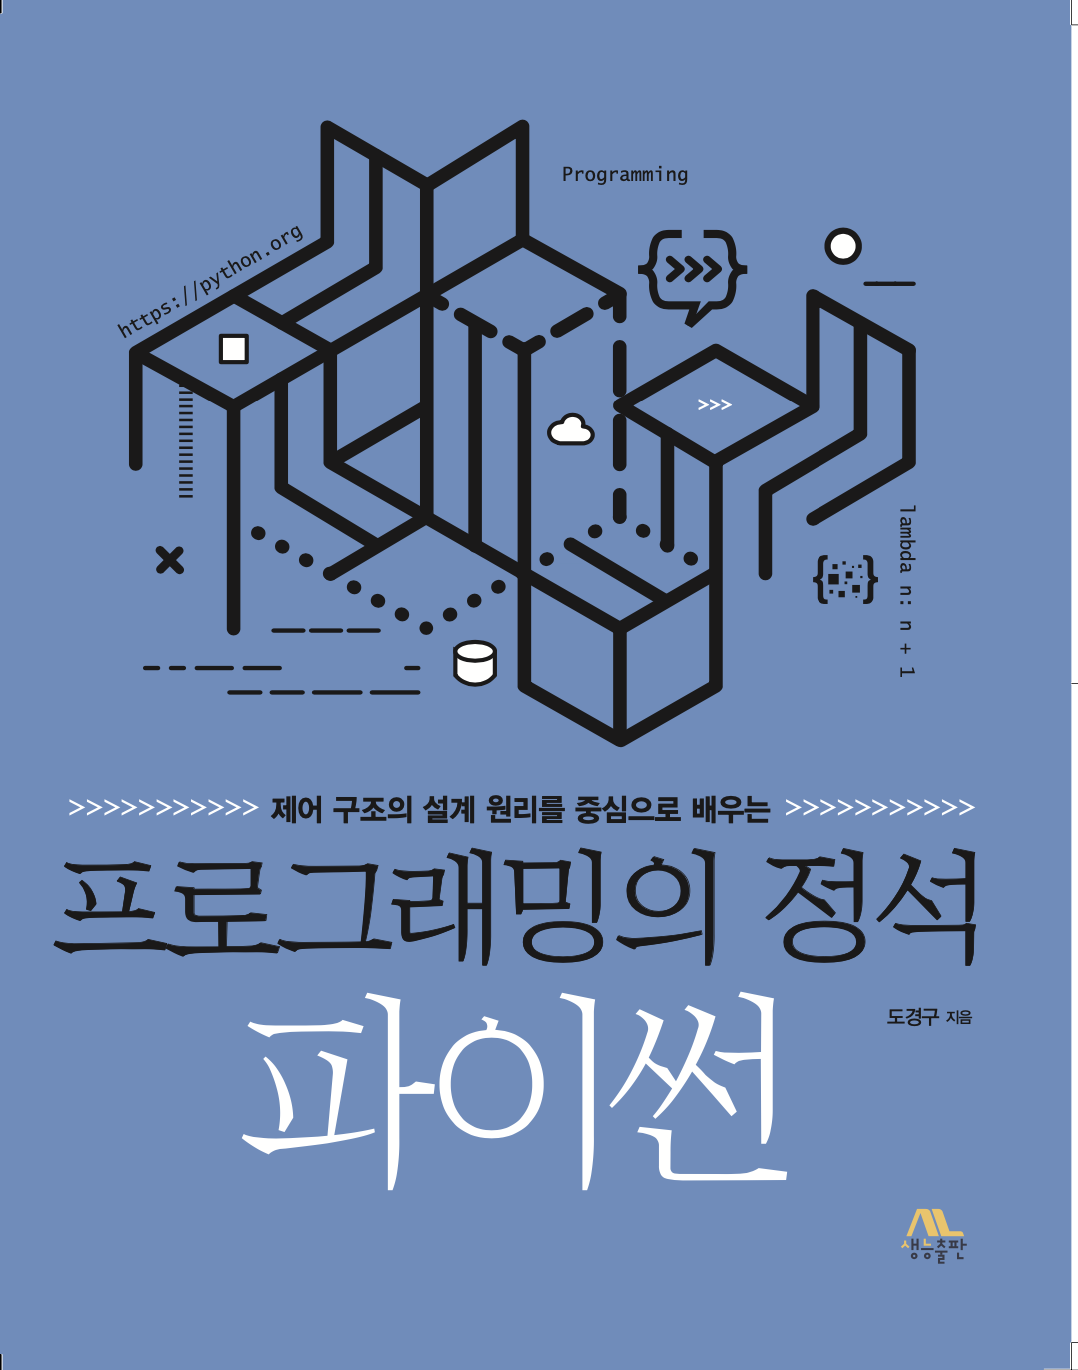 Programming
https://python.org
>>>
>>>
lambda n: n + 1
>>>>>>>>>>> 제어 구조의 설계 원리를 중심으로 배우는 >>>>>>>>>>>
프로그래밍의 정석
파이썬
도경구 지음
생능출판